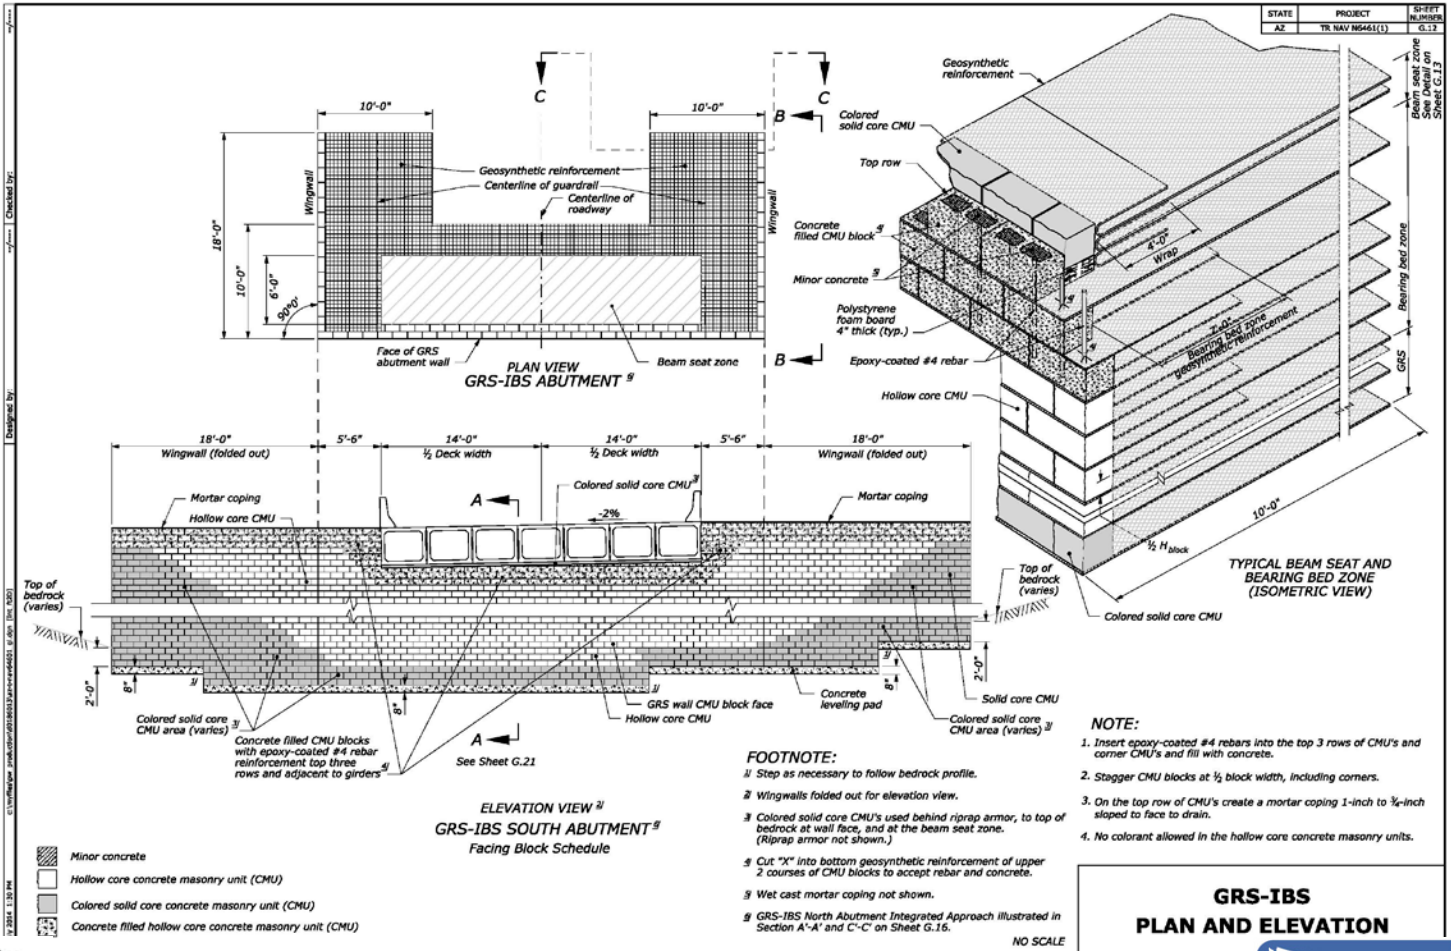 STATE PROJECT SHEET NUMBER
AZ TR NAV N6461(1) G.12
Checked by:
Designed by:
10'-0"
10'-0"
C
C
B
B
18'-0"
10'-0"
6'-0"
90°0'
Wingwall
Wingwall
Geosynthetic reinforcement
Centerline of guardrail
Centerline of
roadway
Face of GRS
abutment wall
Beam seat zone
PLAN VIEW
GRS-IBS ABUTMENT 6/
Geosynthetic
reinforcement
Colored
solid core CMU
Top row
Concrete
filled CMU block 4/
Minor concrete 5/
Polystyrene
foam board
4" thick (typ.)
Epoxy-coated #4 rebar
Hollow core CMU
4'-0"
Wrap
7'-0"
Bearing bed zone
geosynthetic reinforcement
Beam seat zone
See Detail on
Sheet G.13
Bearing bed zone
GRS
10'-0"
½ H block
Colored solid core CMU
TYPICAL BEAM SEAT AND
BEARING BED ZONE
(ISOMETRIC VIEW)
18'-0" 5'-6" 14'-0" 14'-0" 5'-6" 18'-0"
Wingwall (folded out) ½ Deck width ½ Deck width Wingwall (folded out)
Mortar coping
Hollow core CMU
A
Colored solid core CMU 3/
-2%
Mortar coping
Top of
bedrock
(varies)
Top of
bedrock
(varies)
2'-0"
8"
1/
8"
1/
1/
8"
2'-0"
Colored solid core
CMU area (varies) 3/
Concrete filled CMU blocks
with epoxy-coated #4 rebar
reinforcement top three
rows and adjacent to girders 4/
A
See Sheet G.21
GRS wall CMU block face
Hollow core CMU
Concrete
leveling pad
Solid core CMU
Colored solid core
CMU area (varies) 3/
ELEVATION VIEW 2/
GRS-IBS SOUTH ABUTMENT 6/
Facing Block Schedule
Minor concrete
Hollow core concrete masonry unit (CMU)
Colored solid core concrete masonry unit (CMU)
Concrete filled hollow core concrete masonry unit (CMU)
FOOTNOTE:
1/ Step as necessary to follow bedrock profile.
2/ Wingwalls folded out for elevation view.
3/ Colored solid core CMU's used behind riprap armor, to top of
bedrock at wall face, and at the beam seat zone.
(Riprap armor not shown.)
4/ Cut "X" into bottom geosynthetic reinforcement of upper
2 courses of CMU blocks to accept rebar and concrete.
5/ Wet cast mortar coping not shown.
6/ GRS-IBS North Abutment Integrated Approach illustrated in
Section A'-A' and C'-C' on Sheet G.16.
NO SCALE
NOTE:
1. Insert epoxy-coated #4 rebars into the top 3 rows of CMU's and
corner CMU's and fill with concrete.
2. Stagger CMU blocks at ½ block width, including corners.
3. On the top row of CMU's create a mortar coping 1-inch to ¾-inch
sloped to face to drain.
4. No colorant allowed in the hollow core concrete masonry units.
GRS-IBS
PLAN AND ELEVATION